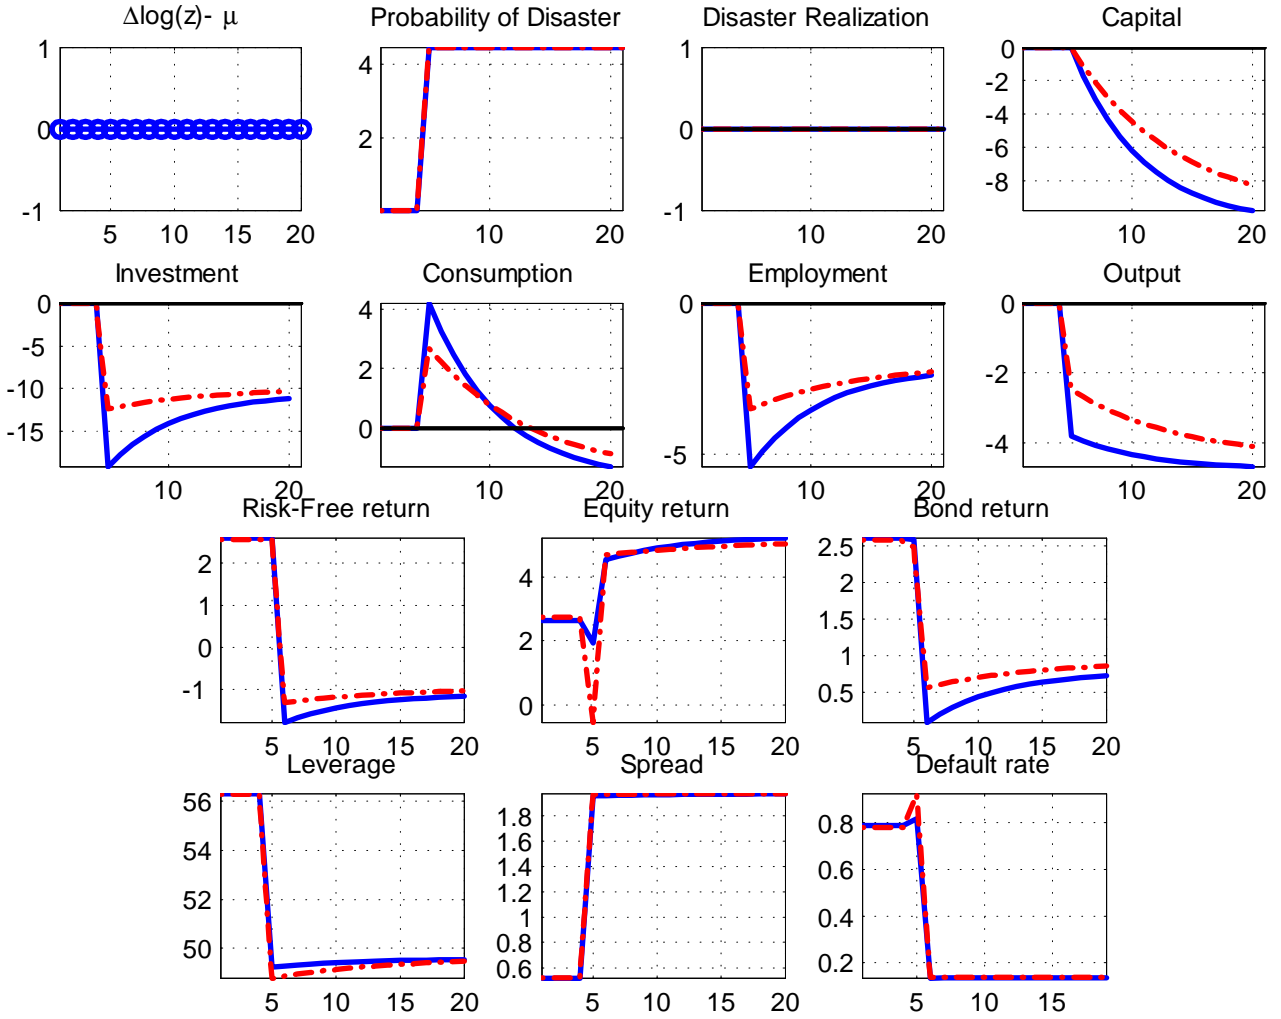 Δlog(z)- μ
Probability of Disaster
Disaster Realization
Capital
1
0
-1
5 10 15 20
4
2
10 20
1
0
-1
10 20
0
-2
-4
-6
-8
10 20
Investment
Consumption
Employment
Output
0
-5
-10
-15
10 20
4
2
0
10 20
0
-5
10 20
0
-2
-4
10 20
Risk-Free return
Equity return
Bond return
2
1
0
-1
5 10 15 20
4
2
0
5 10 15 20
2.5
2
1.5
1
0.5
5 10 15 20
Leverage
Spread
Default rate
56
54
52
50
5 10 15 20
1.8
1.6
1.4
1.2
1
0.8
0.6
5 10 15 20
0.8
0.6
0.4
0.2
5 10 15